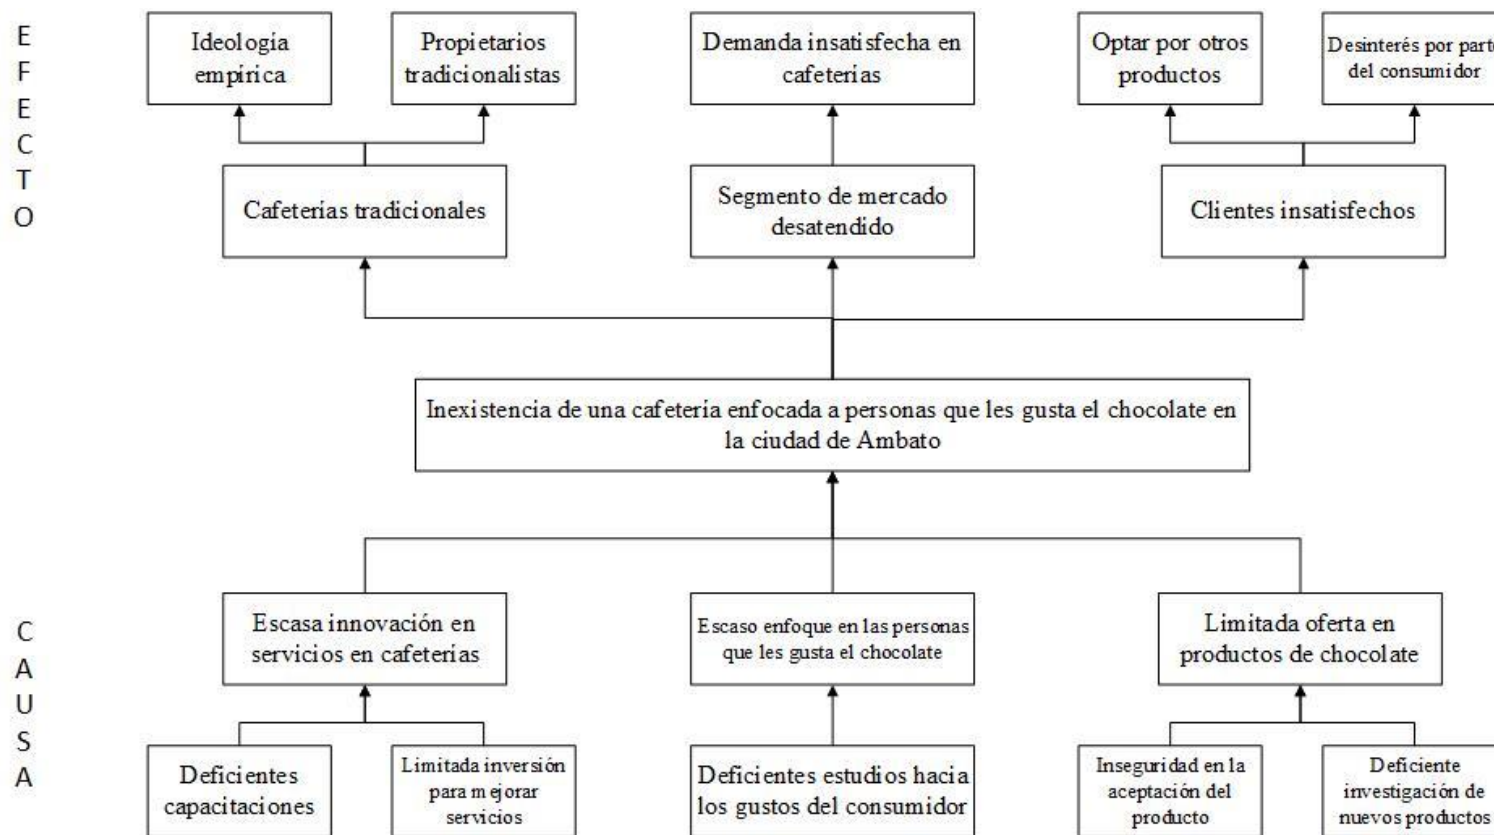 E
F
E
C
T
O
Ideología
empírica
Propietarios
tradicionalistas
Demanda insatisfecha en
cafeterías
Optar por otros
productos
Desinterés por parte
del consumidor
Cafeterías tradicionales
Segmento de mercado
desatendido
Clientes insatisfechos
Inexistencia de una cafetería enfocada a personas que les gusta el chocolate en
la ciudad de Ambato
C
A
U
S
A
Escasa innovación en
servicios en cafeterías
Escaso enfoque en las personas
que les gusta el chocolate
Limitada oferta en
productos de chocolate
Deficientes
capacitaciones
Limitada inversión
para mejorar
servicios
Deficientes estudios hacia
los gustos del consumidor
Inseguridad en la
aceptación del
producto
Deficiente
investigación de
nuevos productos